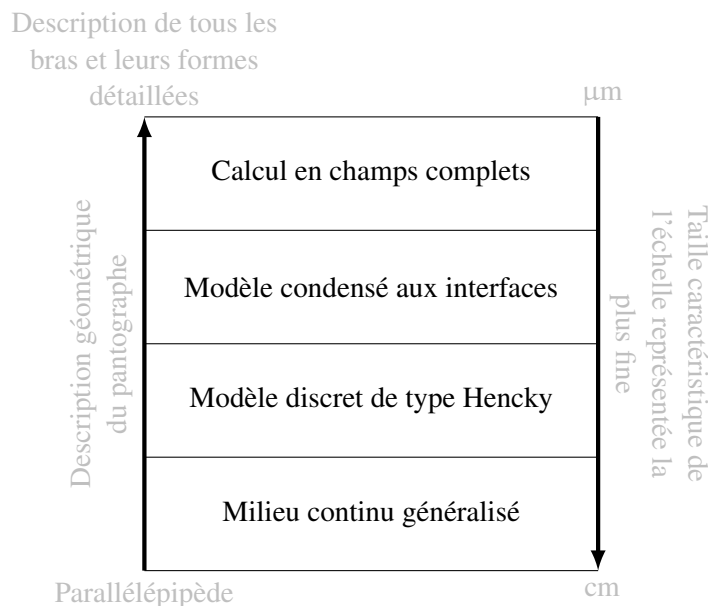 Description de tous les
bras et leurs formes
détaillées
µm
Calcul en champs complets
Modèle condensé aux interfaces
Modèle discret de type Hencky
Milieu continu généralisé
Description géométrique
du pantographe
Taille caractéristique de
l'échelle représentée la
plus fine
Parallélépipède
cm